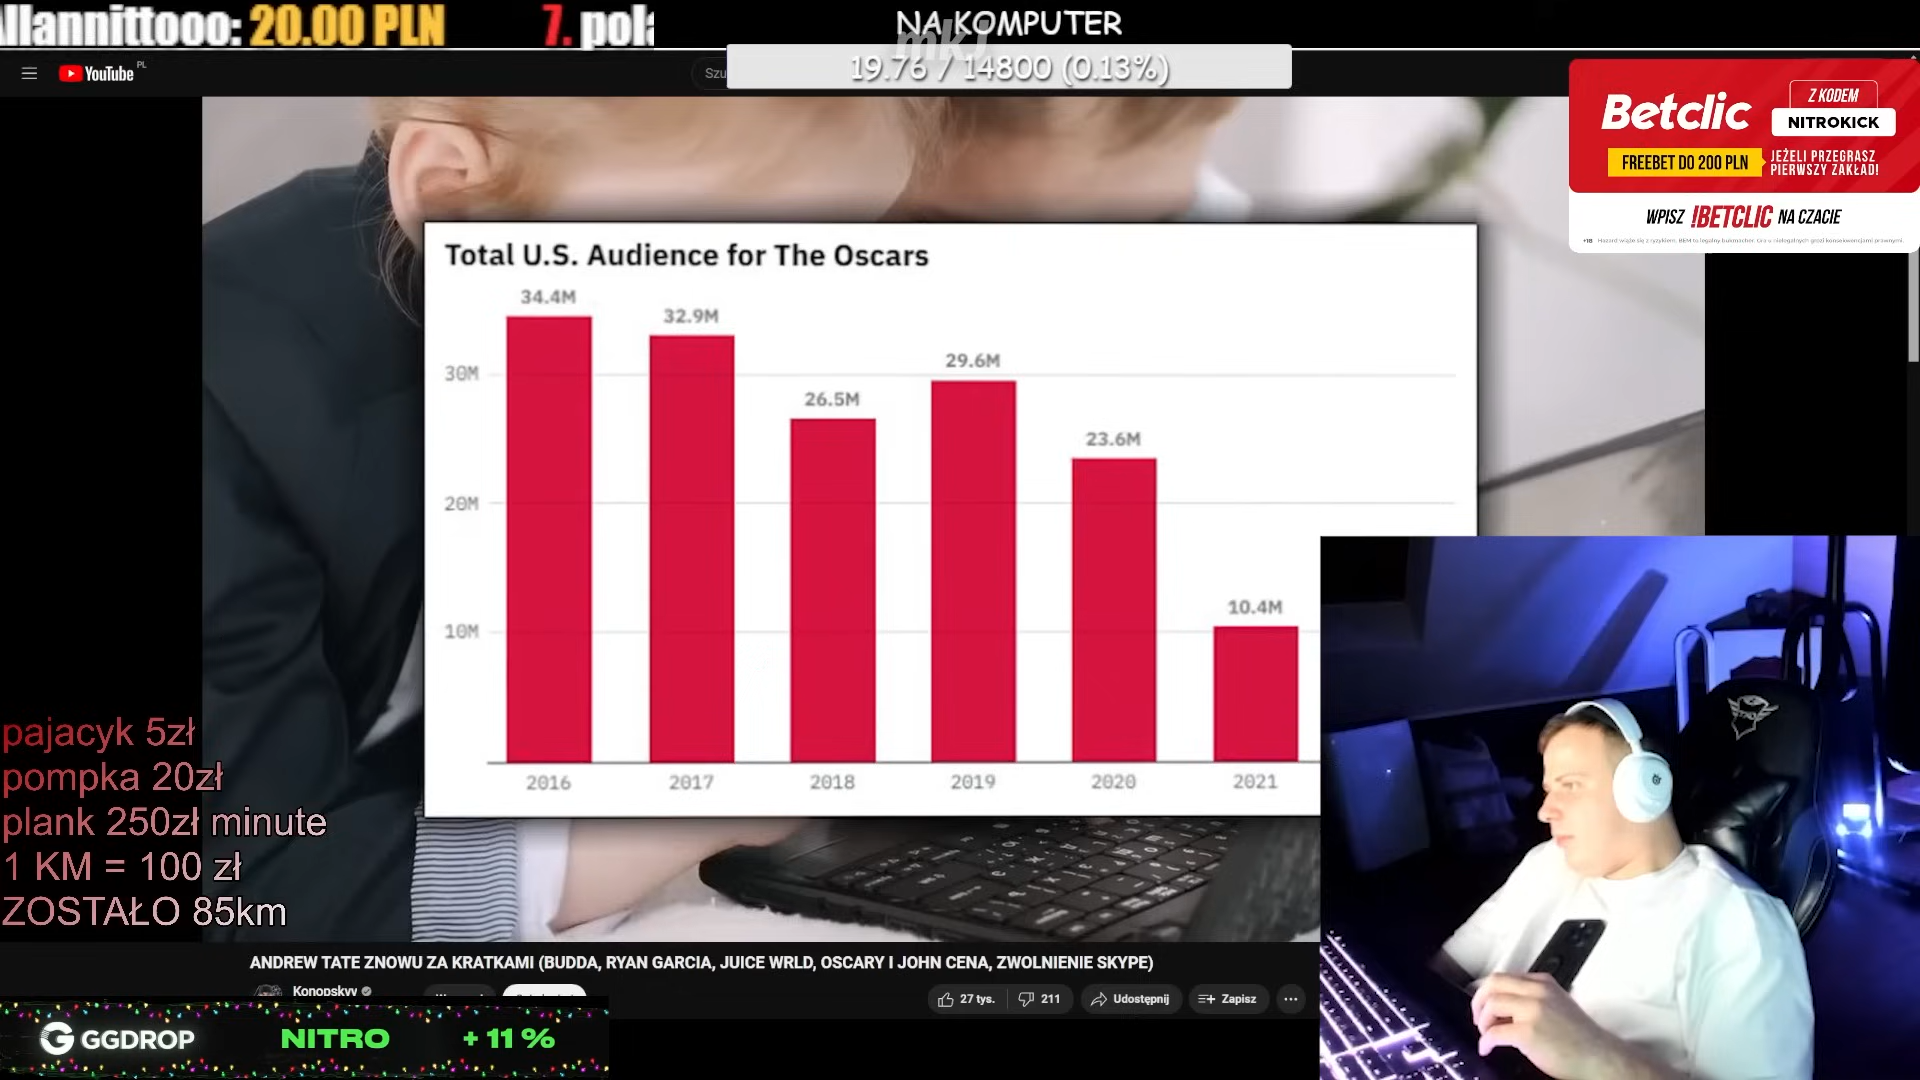 Allannittooo: 20.00 PLN 7. pola
NA KOMPUTER
19.76 / 14800 (0.13%)
YouTube PL
Szu
Betclic
Z KODEM
NITROKICK
FREEBET DO 200 PLN
JEŻELI PRZEGRASZ
PIERWSZY ZAKŁAD!
WPISZ !BETCLIC NA CZACIE
Total U.S. Audience for The Oscars
34.4M
32.9M
26.5M
29.6M
23.6M
10.4M
30M
20M
10M
2016 2017 2018 2019 2020 2021
pajacyk 5zł
pompka 20zł
plank 250zł minute
1 KM = 100 zł
ZOSTAŁO 85km
ANDREW TATE ZNOWU ZA KRATKAMI (BUDDA, RYAN GARCIA, JUICE WRLD, OSCARY I JOHN CENA, ZWOLNIENIE SKYPE)
Konopskyy
27 tys. 211 Udostępnij Zapisz
GGDROP NITRO + 11 %